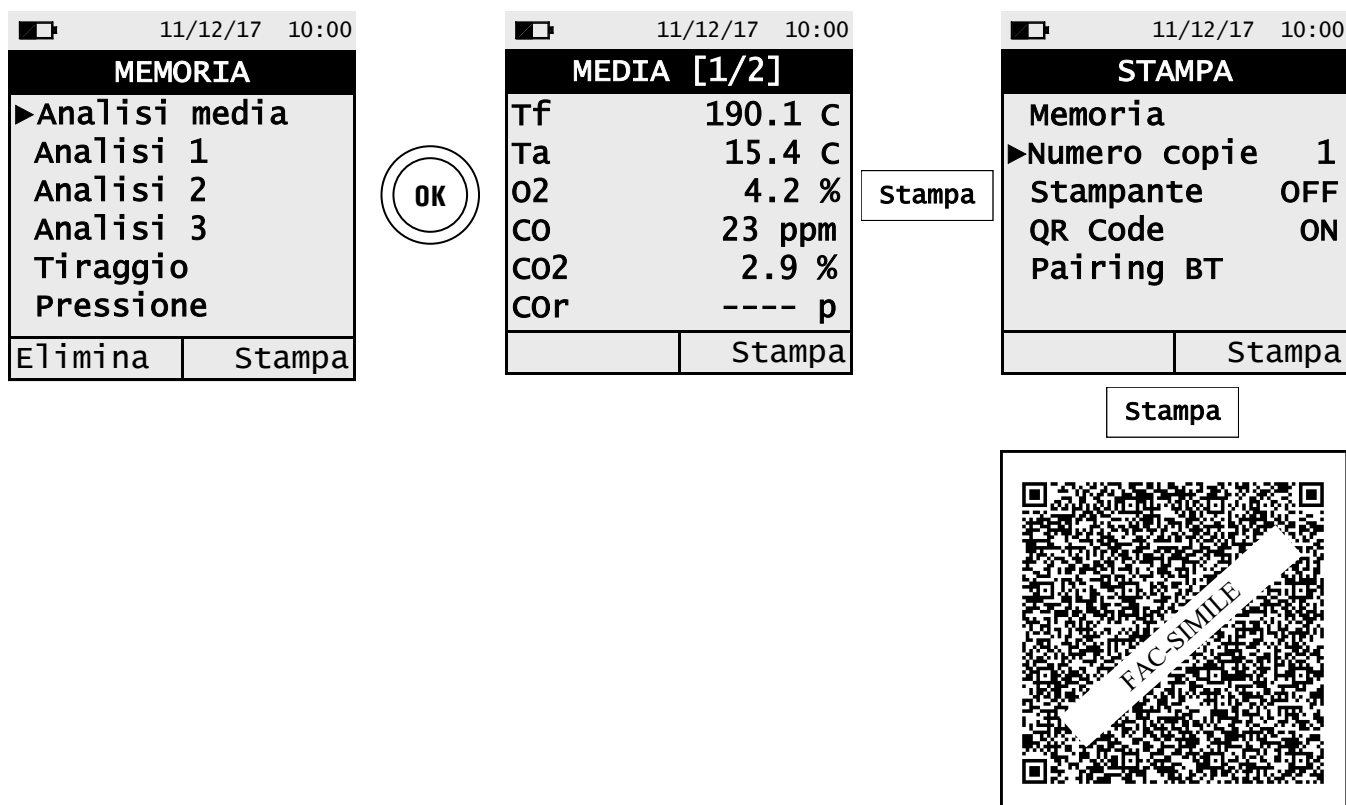 11/12/17 10:00
MEMORIA
▶Analisi media
Analisi 1
Analisi 2
Analisi 3
Tiraggio
Pressione
Elimina Stampa
OK
11/12/17 10:00
MEDIA [1/2]
Tf 190.1 C
Ta 15.4 C
O2 4.2 %
CO 23 ppm
CO2 2.9 %
COr ---- p
Stampa
Stampa
11/12/17 10:00
STAMPA
Memoria
▶Numero copie 1
Stampante OFF
QR Code ON
Pairing BT
Stampa
Stampa
FAC-SIMILE